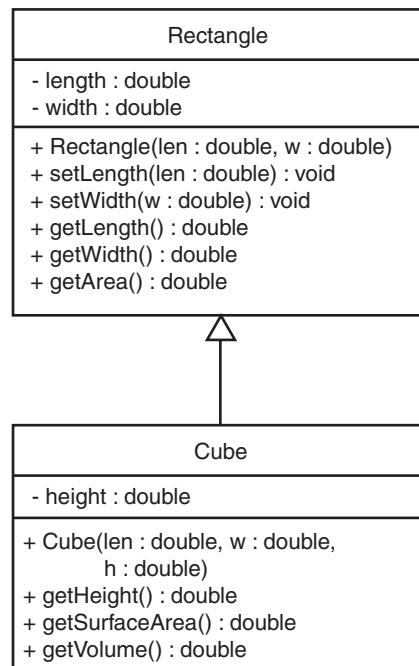 Rectangle
- length : double
- width : double
+ Rectangle(len : double, w : double)
+ setLength(len : double) : void
+ setWidth(w : double) : void
+ getLength() : double
+ getWidth() : double
+ getArea() : double
Cube
- height : double
+ Cube(len : double, w : double,
h : double)
+ getHeight() : double
+ getSurfaceArea() : double
+ getVolume() : double